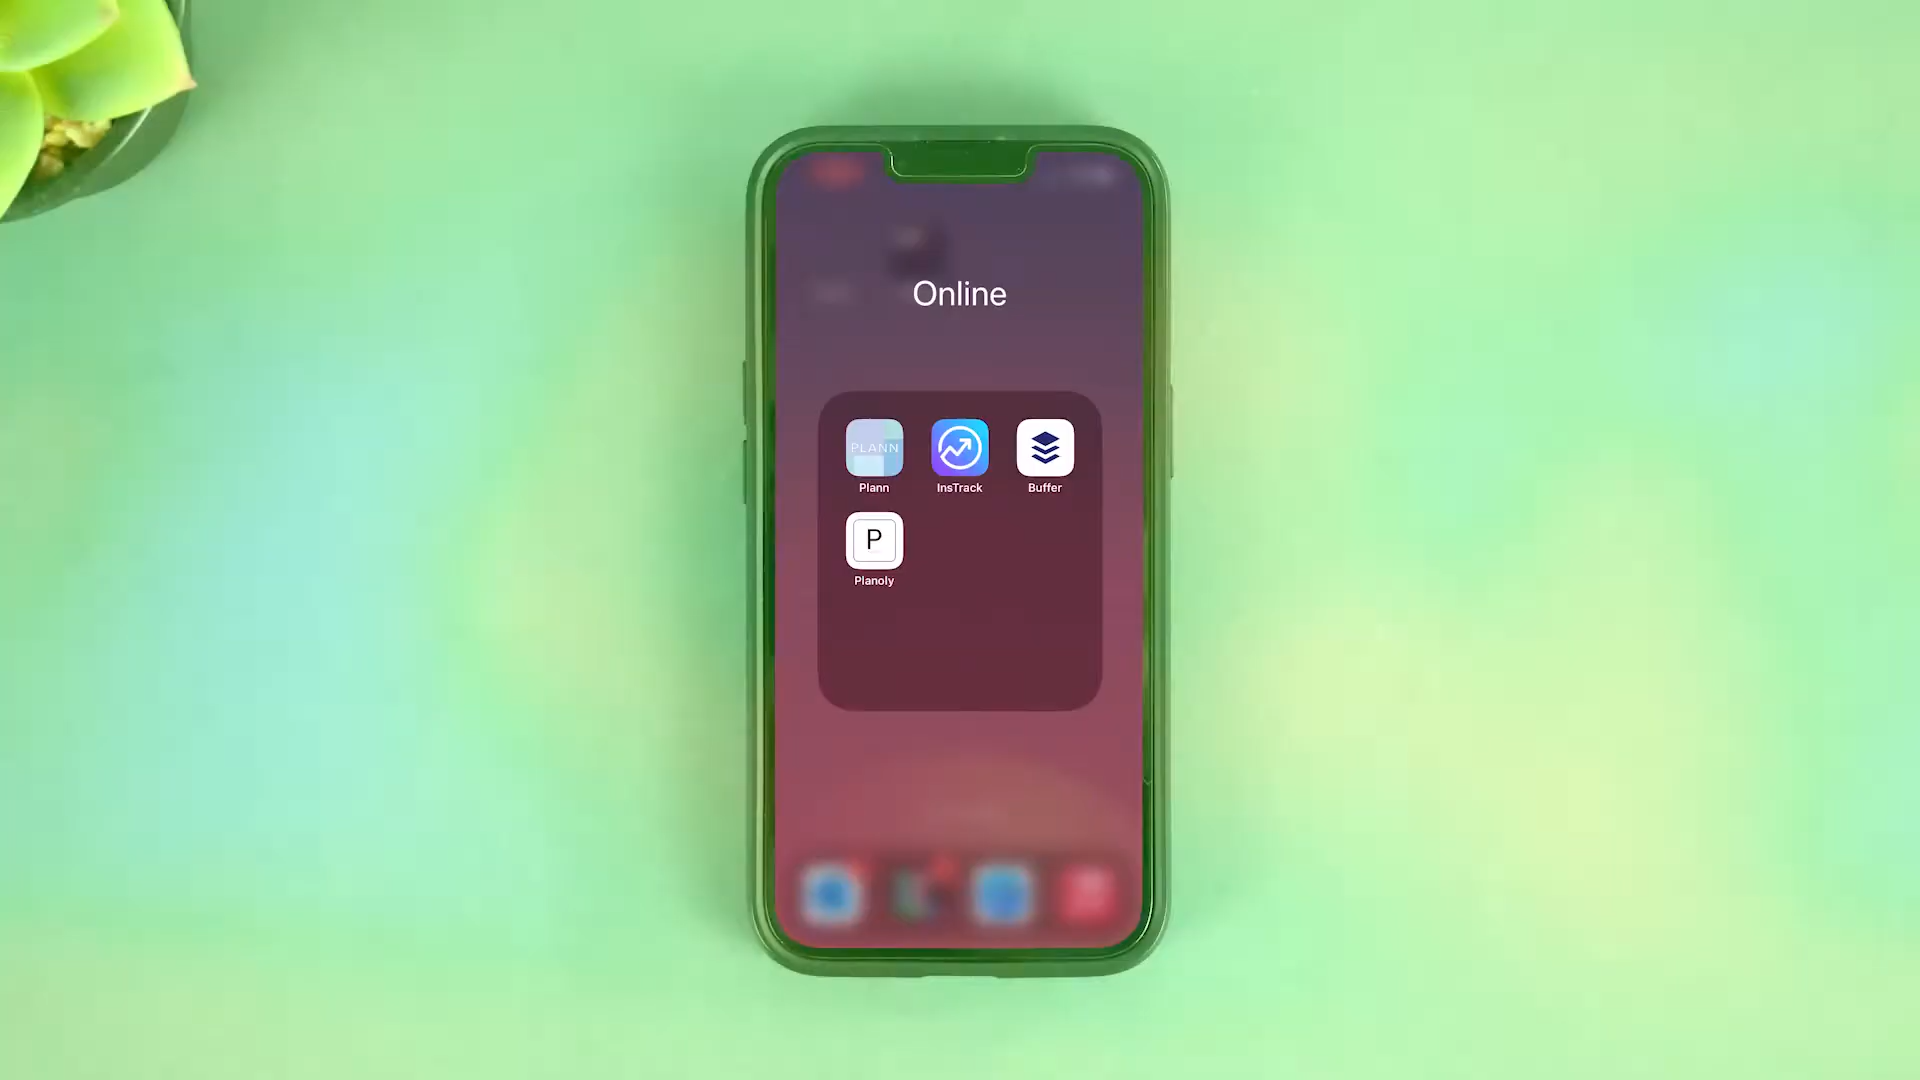 Online
PLANN
Plann
InsTrack
Buffer
P
Planoly